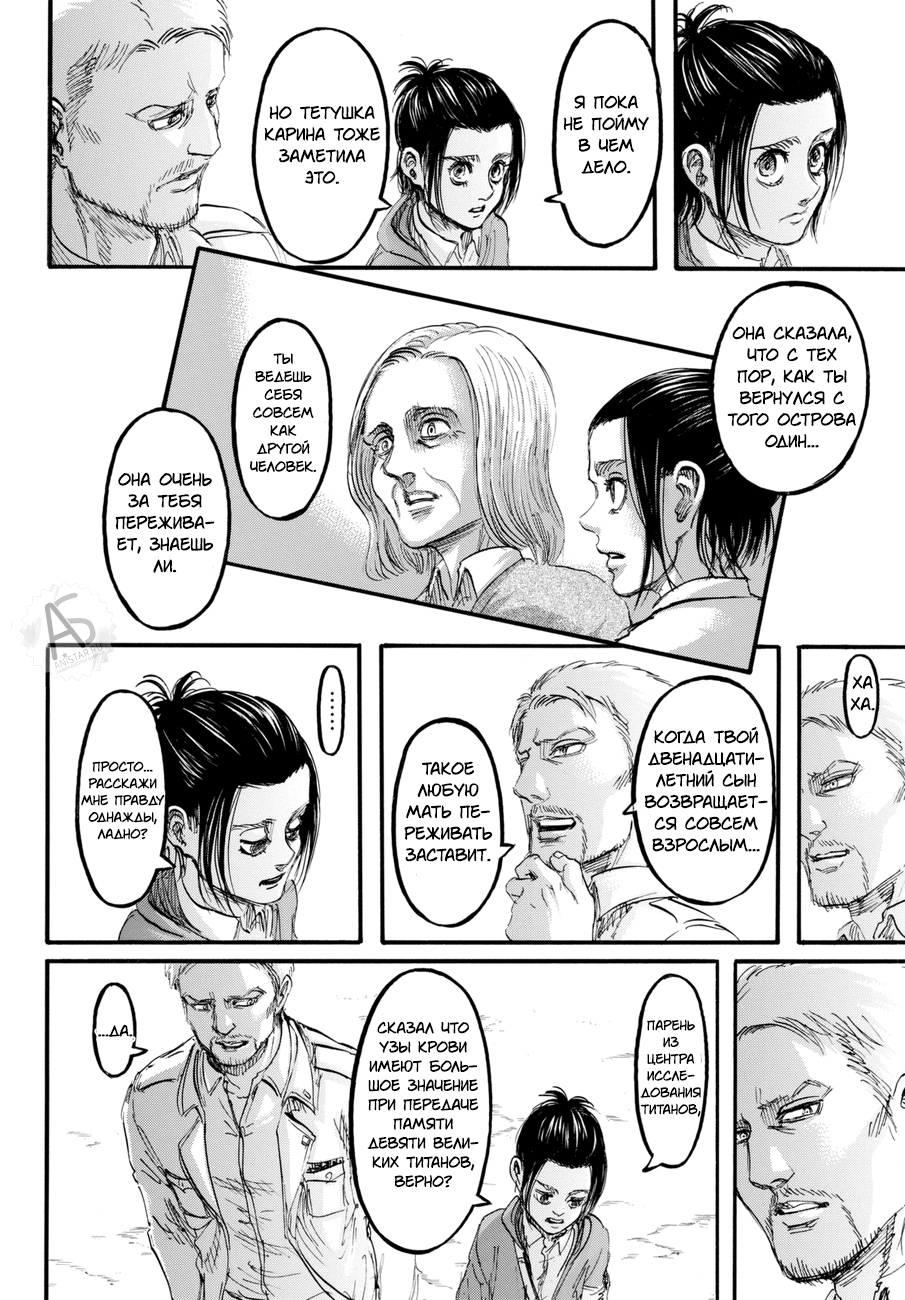 Я ПОКА
НЕ ПОЙМУ
В ЧЕМ
ДЕЛО.
НО ТЕТУШКА
КАРИНА ТОЖЕ
ЗАМЕТИЛА
ЭТО.
ОНА СКАЗАЛА,
ЧТО С ТЕХ
ПОР, КАК ТЫ
ВЕРНУЛСЯ С
ТОГО ОСТРОВА
ОДИН...
ТЫ
ВЕДЕШЬ
СЕБЯ
СОВСЕМ
КАК
ДРУГОЙ
ЧЕЛОВЕК.
ОНА ОЧЕНЬ
ЗА ТЕБЯ
ПЕРЕЖИВА-
ЕТ, ЗНАЕШЬ
ЛИ.
ХА
ХА.
КОГДА ТВОЙ
ДВЕНАДЦАТИ-
ЛЕТНИЙ СЫН
ВОЗВРАЩАЕТ-
СЯ СОВСЕМ
ВЗРОСЛЫМ...
ТАКОЕ
ЛЮБУЮ
МАТЬ ПЕ-
РЕЖИВАТЬ
ЗАСТАВИТ.
......
ПРОСТО...
РАССКАЖИ
МНЕ ПРАВДУ
ОДНАЖДЫ,
ЛАДНО?
ПАРЕНЬ
ИЗ
ЦЕНТРА
ИССЛЕ-
ДОВАНИЯ
ТИТАНОВ,
СКАЗАЛ ЧТО
УЗЫ КРОВИ
ИМЕЮТ БОЛЬ-
ШОЕ ЗНАЧЕНИЕ
ПРИ ПЕРЕДАЧЕ
ПАМЯТИ
ДЕВЯТИ ВЕЛИ-
КИХ ТИТАНОВ,
ВЕРНО?
...ДА.
AS
ANISTAR.RU